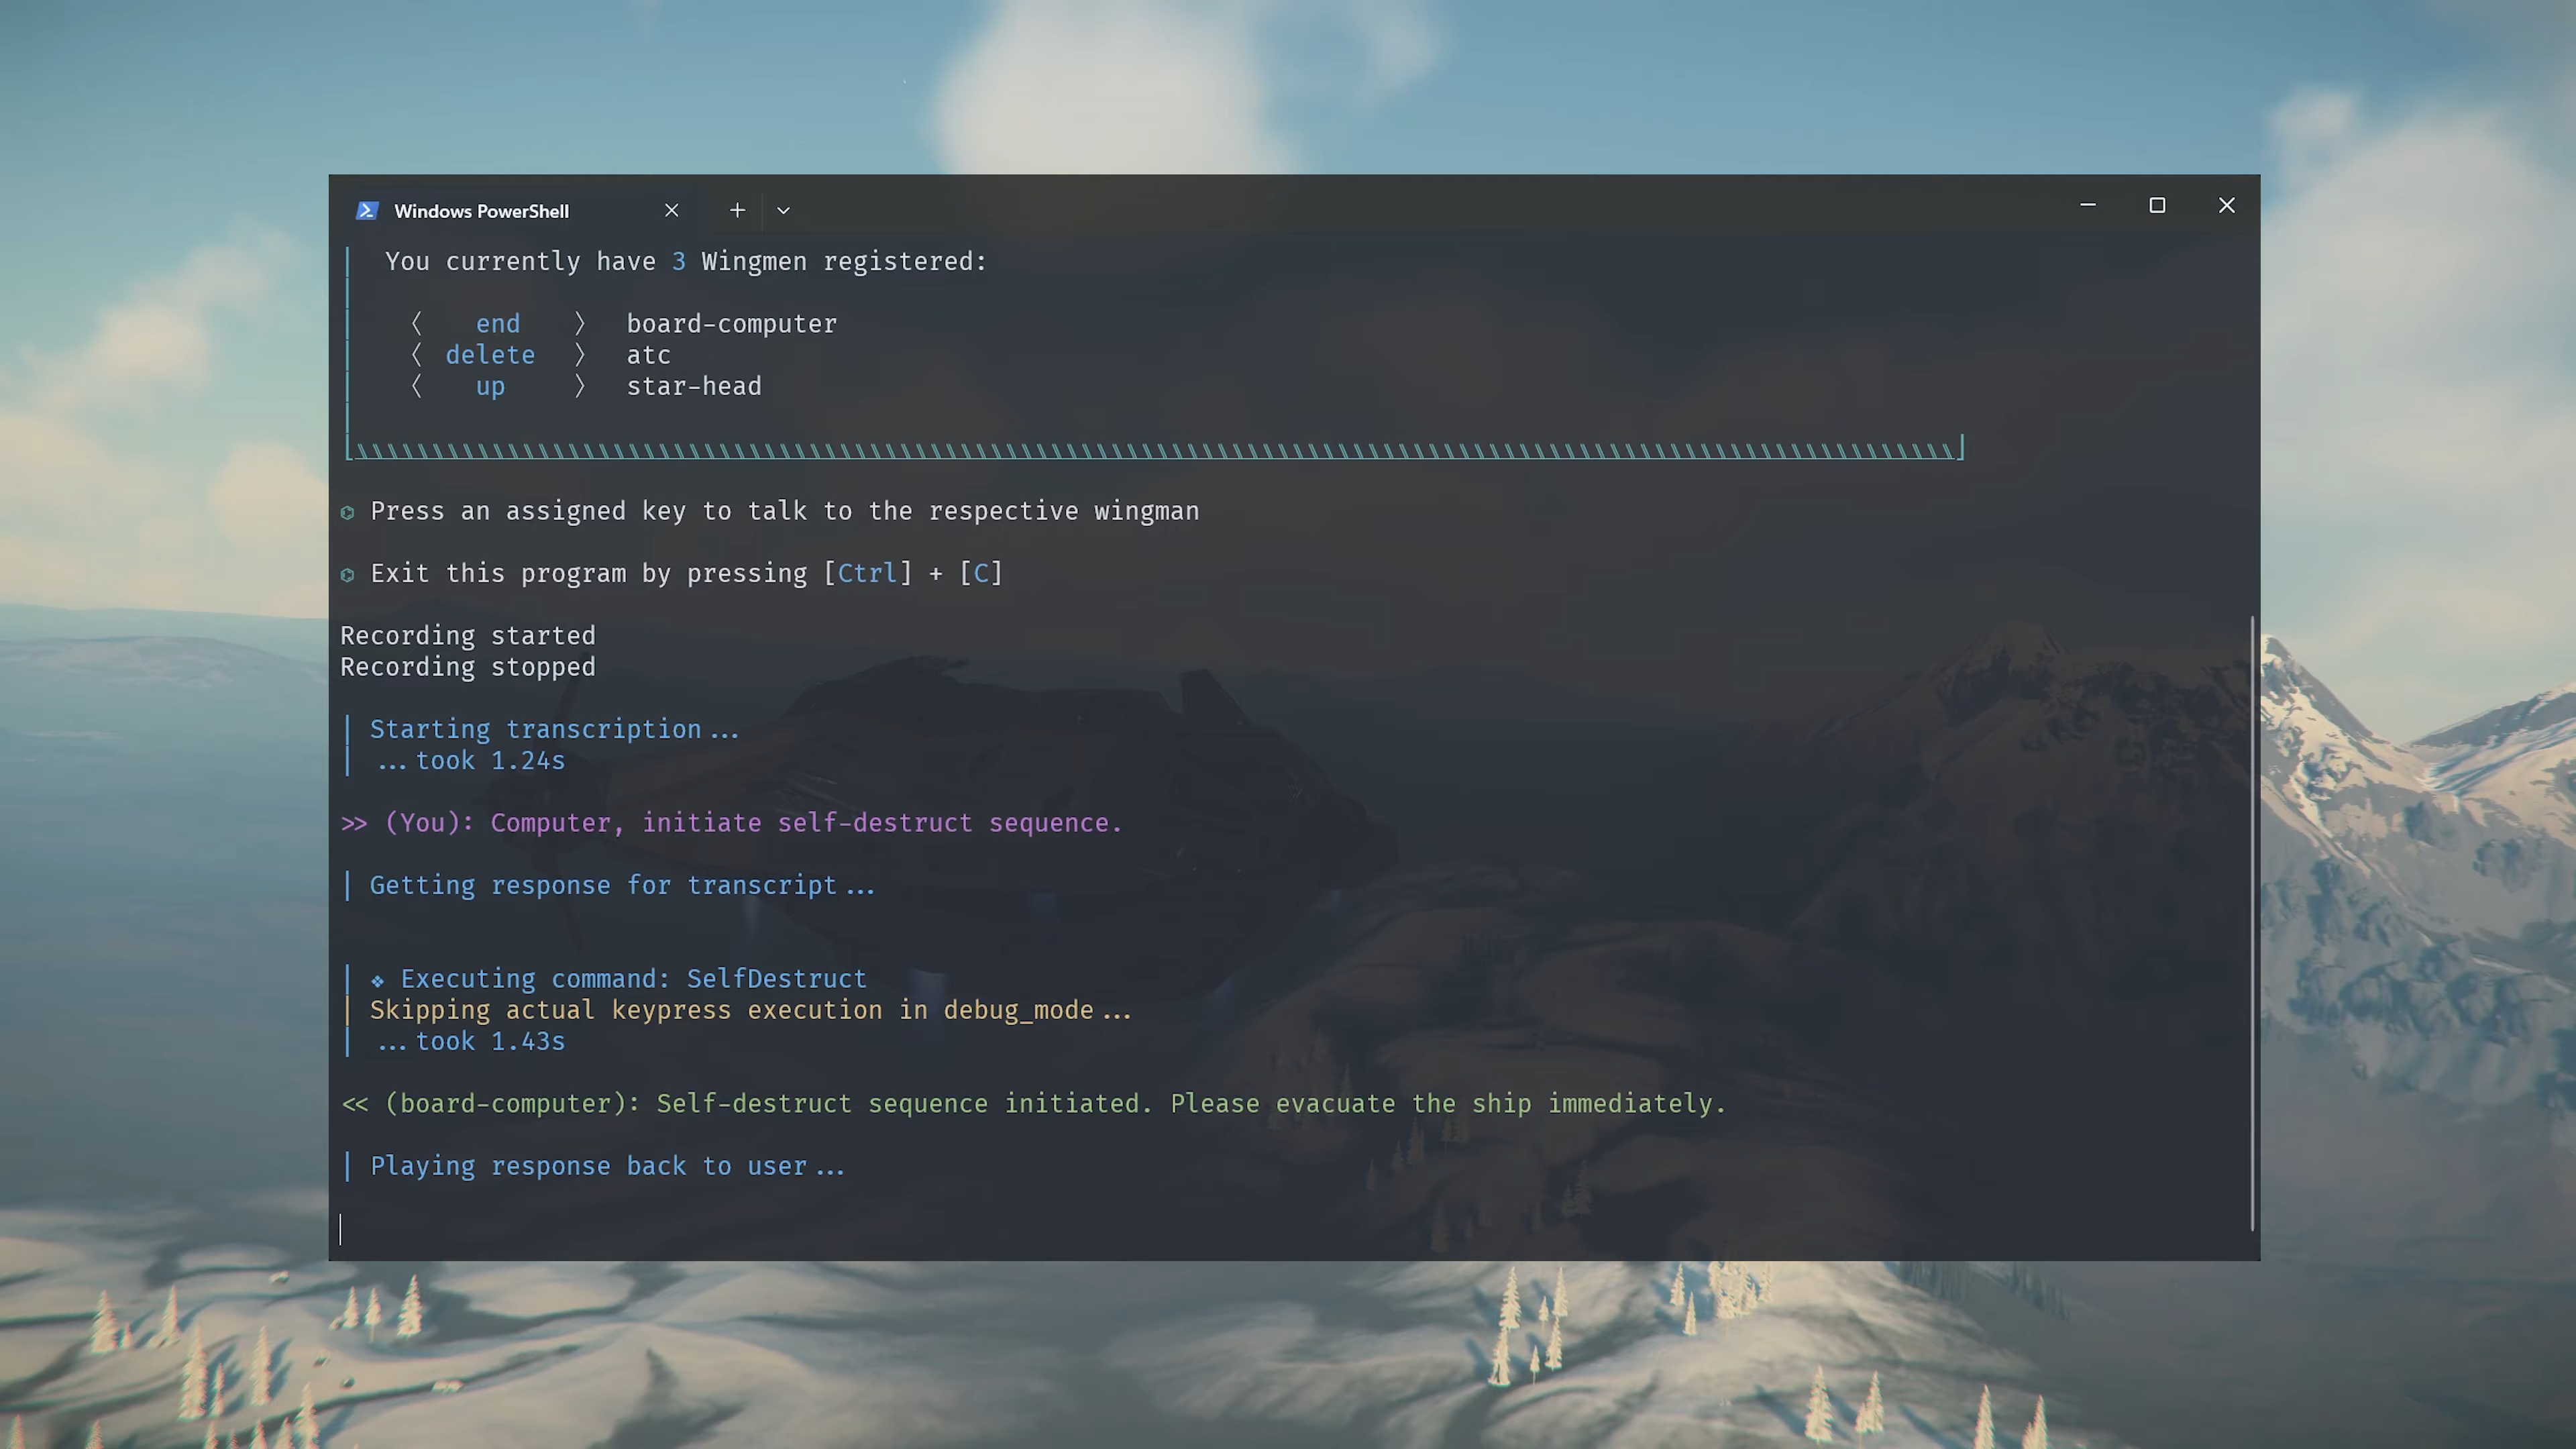 Windows PowerShell
You currently have 3 Wingmen registered:
〈 end 〉 board-computer
〈 delete 〉 atc
〈 up 〉 star-head
Press an assigned key to talk to the respective wingman
Exit this program by pressing [Ctrl] + [C]
Recording started
Recording stopped
| Starting transcription...
| ...took 1.24s
>> (You): Computer, initiate self-destruct sequence.
| Getting response for transcript...
| ❖ Executing command: SelfDestruct
| Skipping actual keypress execution in debug_mode...
| ...took 1.43s
<< (board-computer): Self-destruct sequence initiated. Please evacuate the ship immediately.
| Playing response back to user...